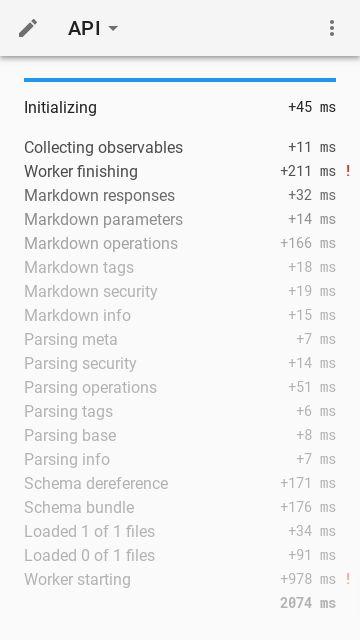 API
Initializing +45 ms
Collecting observables +11 ms
Worker finishing +211 ms !
Markdown responses +32 ms
Markdown parameters +14 ms
Markdown operations +166 ms
Markdown tags +18 ms
Markdown security +19 ms
Markdown info +15 ms
Parsing meta +7 ms
Parsing security +14 ms
Parsing operations +51 ms
Parsing tags +6 ms
Parsing base +8 ms
Parsing info +7 ms
Schema dereference +171 ms
Schema bundle +176 ms
Loaded 1 of 1 files +34 ms
Loaded 0 of 1 files +91 ms
Worker starting +978 ms !
2074 ms